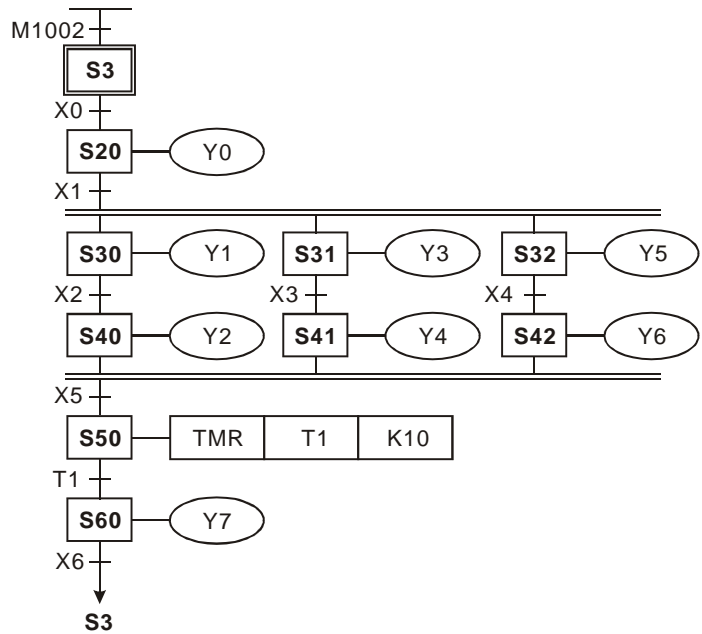 M1002
S3
X0
S20 Y0
X1
S30 Y1 S31 Y3 S32 Y5
X2 X3 X4
S40 Y2 S41 Y4 S42 Y6
X5
S50 TMR T1 K10
T1
S60 Y7
X6
S3